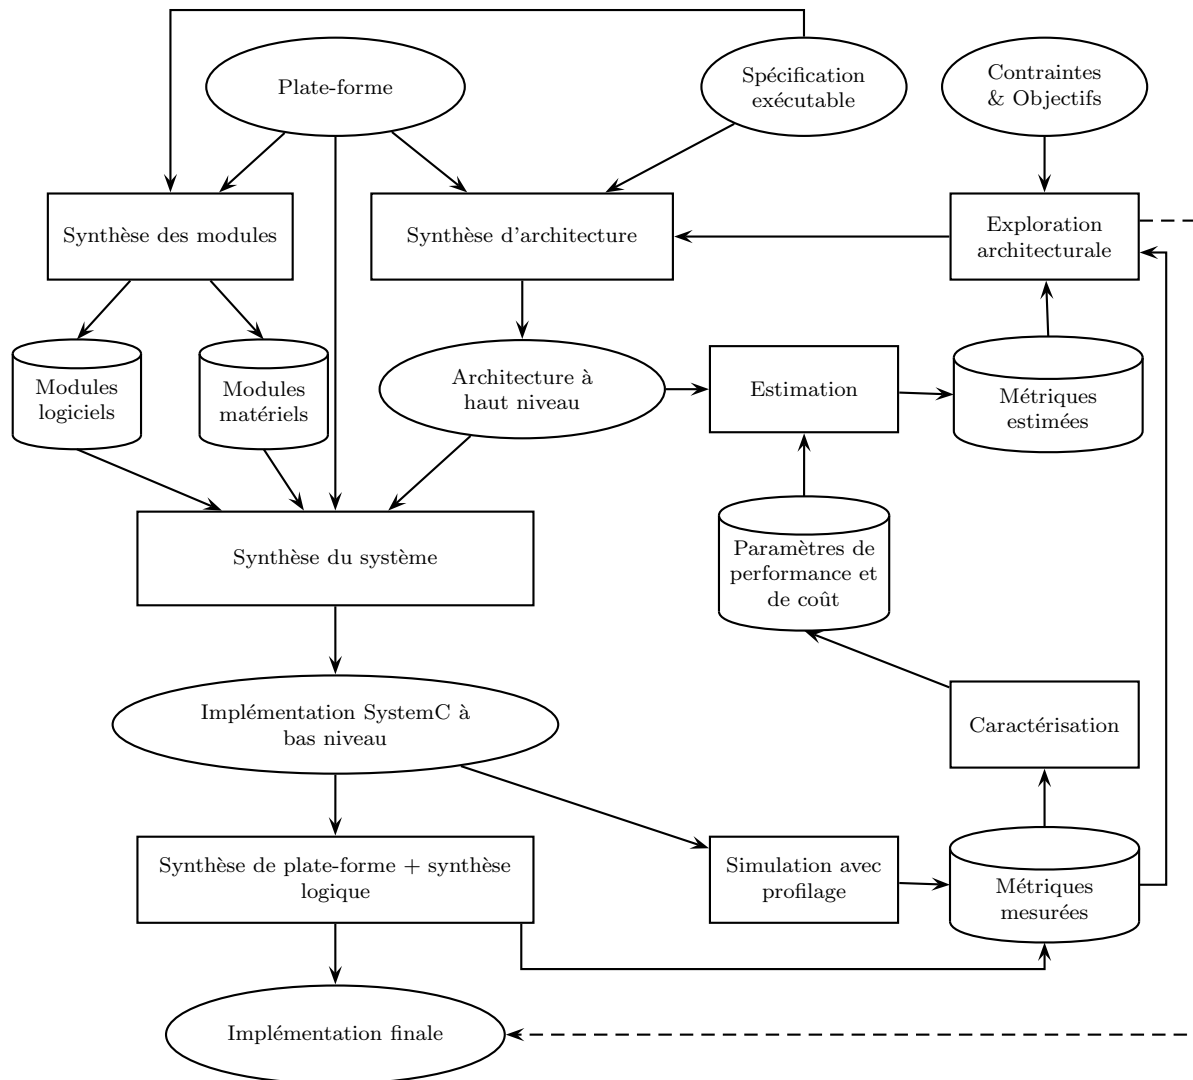 Plate-forme
Spécification
exécutable
Contraintes
& Objectifs
Synthèse des modules
Synthèse d'architecture
Exploration
architecturale
Modules
logiciels
Modules
matériels
Architecture à
haut niveau
Estimation
Métriques
estimées
Synthèse du système
Paramètres de
performance et
de coût
Implémentation SystemC à
bas niveau
Caractérisation
Synthèse de plate-forme + synthèse
logique
Simulation avec
profilage
Métriques
mesurées
Implémentation finale